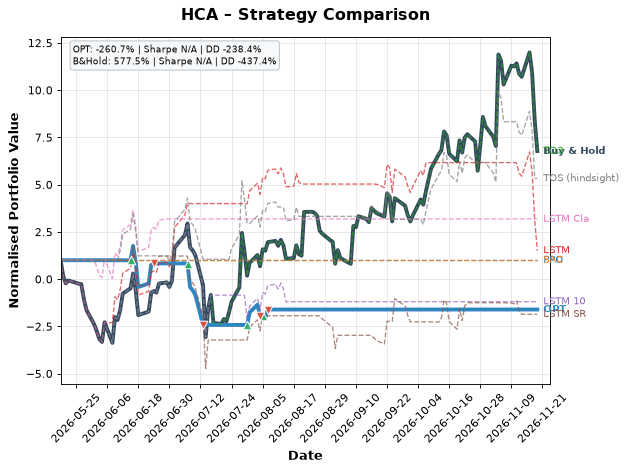 HCA – Strategy Comparison
OPT: -260.7% | Sharpe N/A | DD -238.4%
B&Hold: 577.5% | Sharpe N/A | DD -437.4%
Normalised Portfolio Value
12.5
10.0
7.5
5.0
2.5
0.0
−2.5
−5.0
Buy & Hold
TOS (hindsight)
LSTM Cla
LSTM
LSTM 10
OPT
LSTM SR
2026-05-25
2026-06-06
2026-06-18
2026-06-30
2026-07-12
2026-07-24
2026-08-05
2026-08-17
2026-08-29
2026-09-10
2026-09-22
2026-10-04
2026-10-16
2026-10-28
2026-11-09
2026-11-21
Date